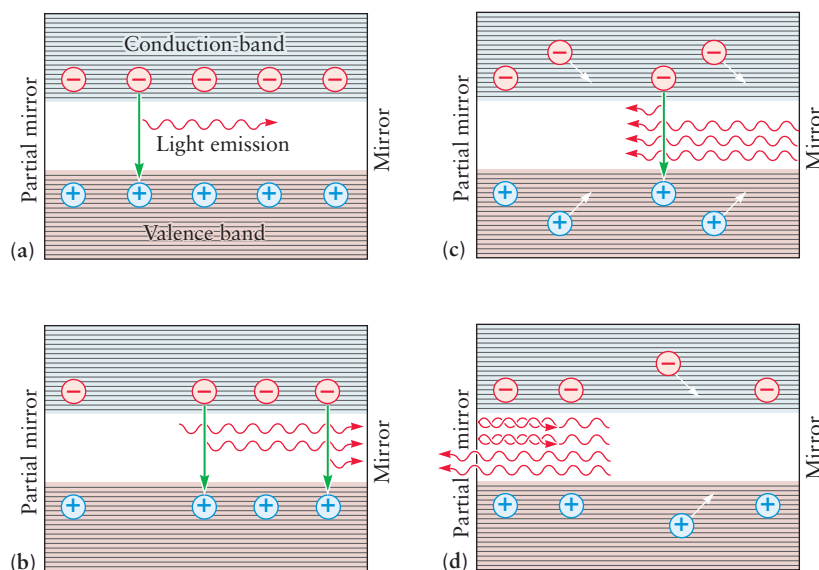 Conduction band
Partial mirror
Light emission
Mirror
Valence band
(a)
Partial mirror
Mirror
(b)
Partial mirror
Mirror
(c)
Partial mirror
Mirror
(d)